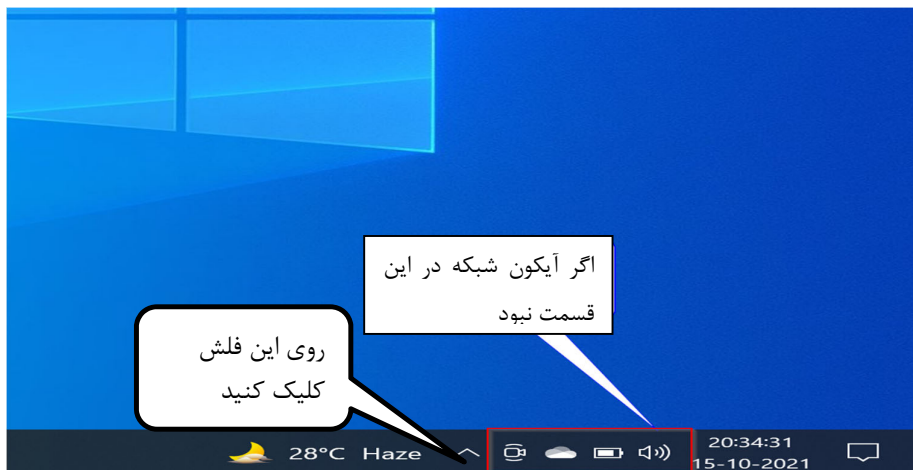 اگر آیکون شبکه در این
قسمت نبود
روی این فلش
کلیک کنید
28°C Haze
20:34:31
15-10-2021